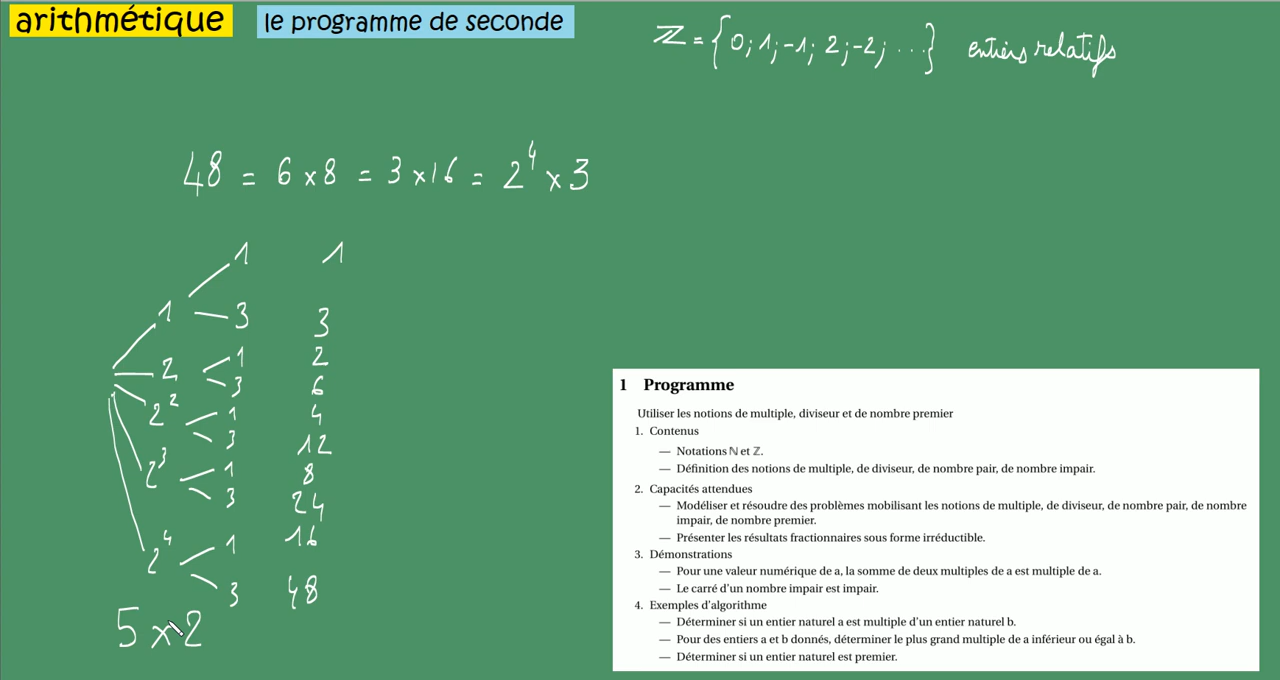 arithmétique le programme de seconde
ℤ = {0; 1; -1; 2; -2; ...} entiers relatifs
48 = 6 × 8 = 3 × 16 = 2⁴ × 3
1 1
1 3 3
2 1 2
3 6
2² 1 4
3 12
2³ 1 8
3 24
2⁴ 1 16
3 48
5 × 2
1 Programme
Utiliser les notions de multiple, diviseur et de nombre premier
1. Contenus
— Notations ℕ et ℤ.
— Définition des notions de multiple, de diviseur, de nombre pair, de nombre impair.
2. Capacités attendues
— Modéliser et résoudre des problèmes mobilisant les notions de multiple, de diviseur, de nombre pair, de nombre
impair, de nombre premier.
— Présenter les résultats fractionnaires sous forme irréductible.
3. Démonstrations
— Pour une valeur numérique de a, la somme de deux multiples de a est multiple de a.
— Le carré d'un nombre impair est impair.
4. Exemples d'algorithme
— Déterminer si un entier naturel a est multiple d'un entier naturel b.
— Pour des entiers a et b donnés, déterminer le plus grand multiple de a inférieur ou égal à b.
— Déterminer si un entier naturel est premier.